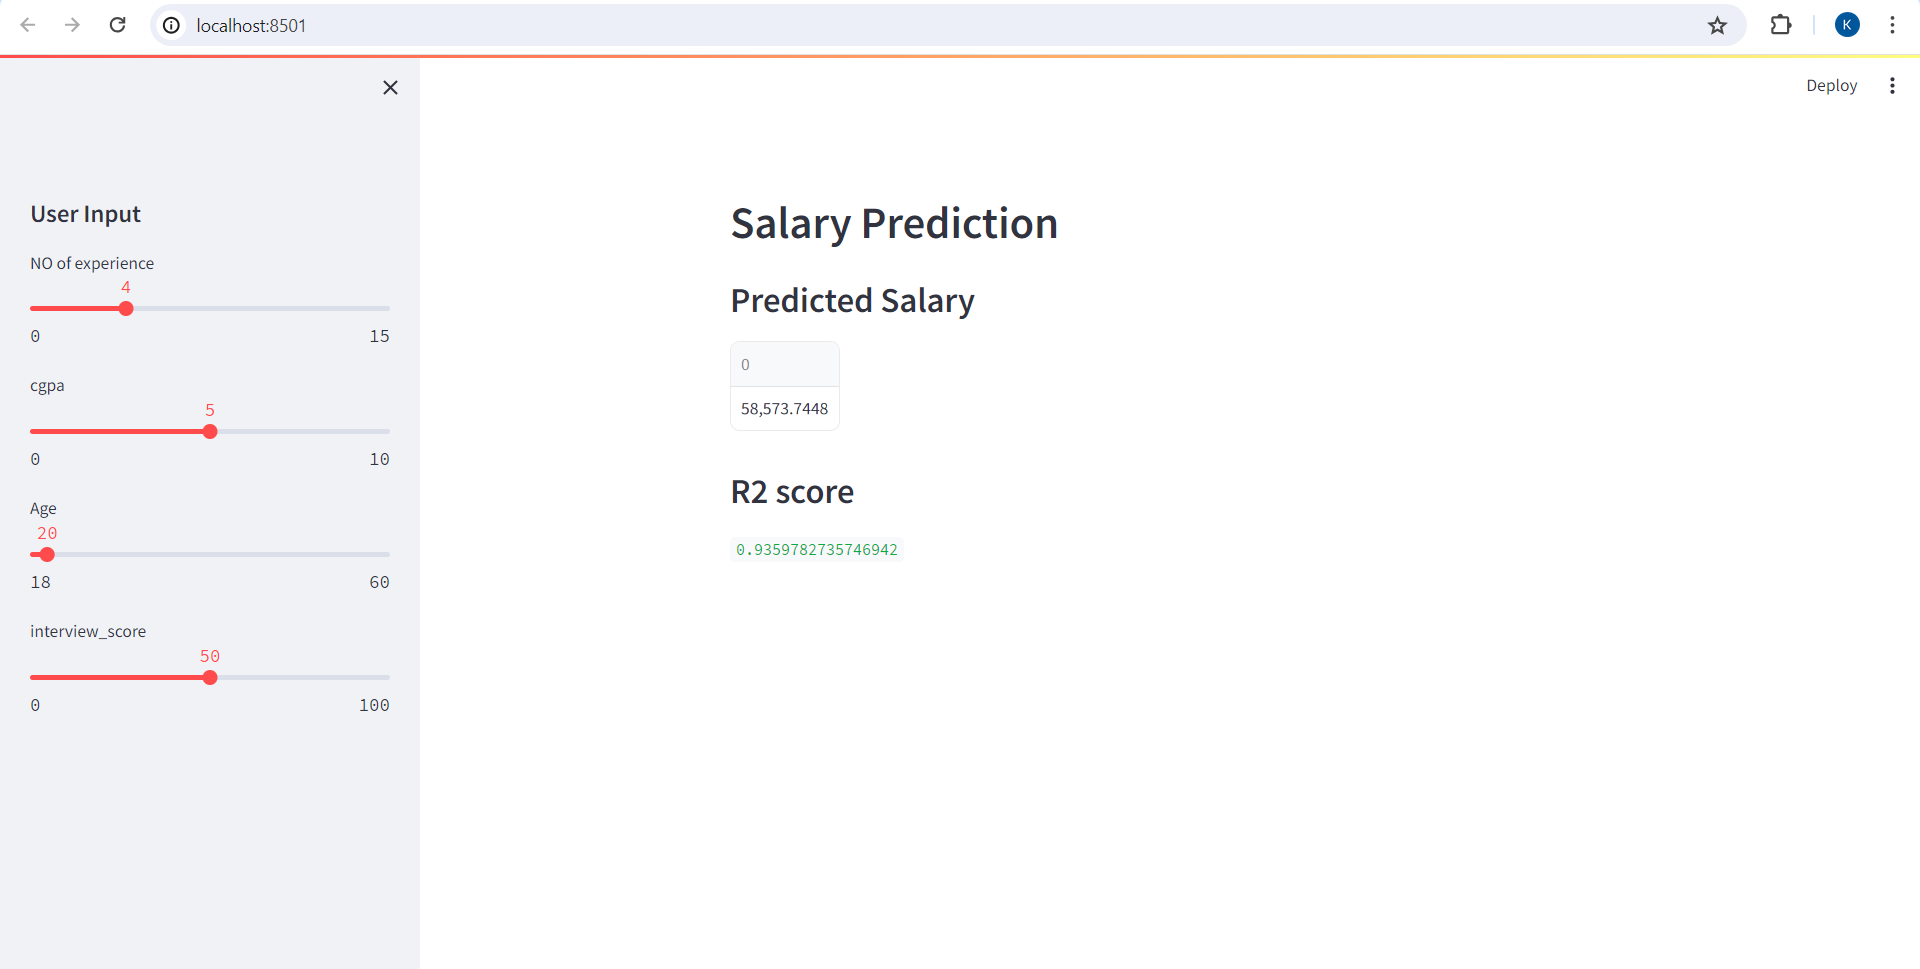 localhost:8501
K
Deploy
User Input
NO of experience
4
0 15
cgpa
5
0 10
Age
20
18 60
interview_score
50
0 100
Salary Prediction
Predicted Salary
0
58,573.7448
R2 score
0.9359782735746942